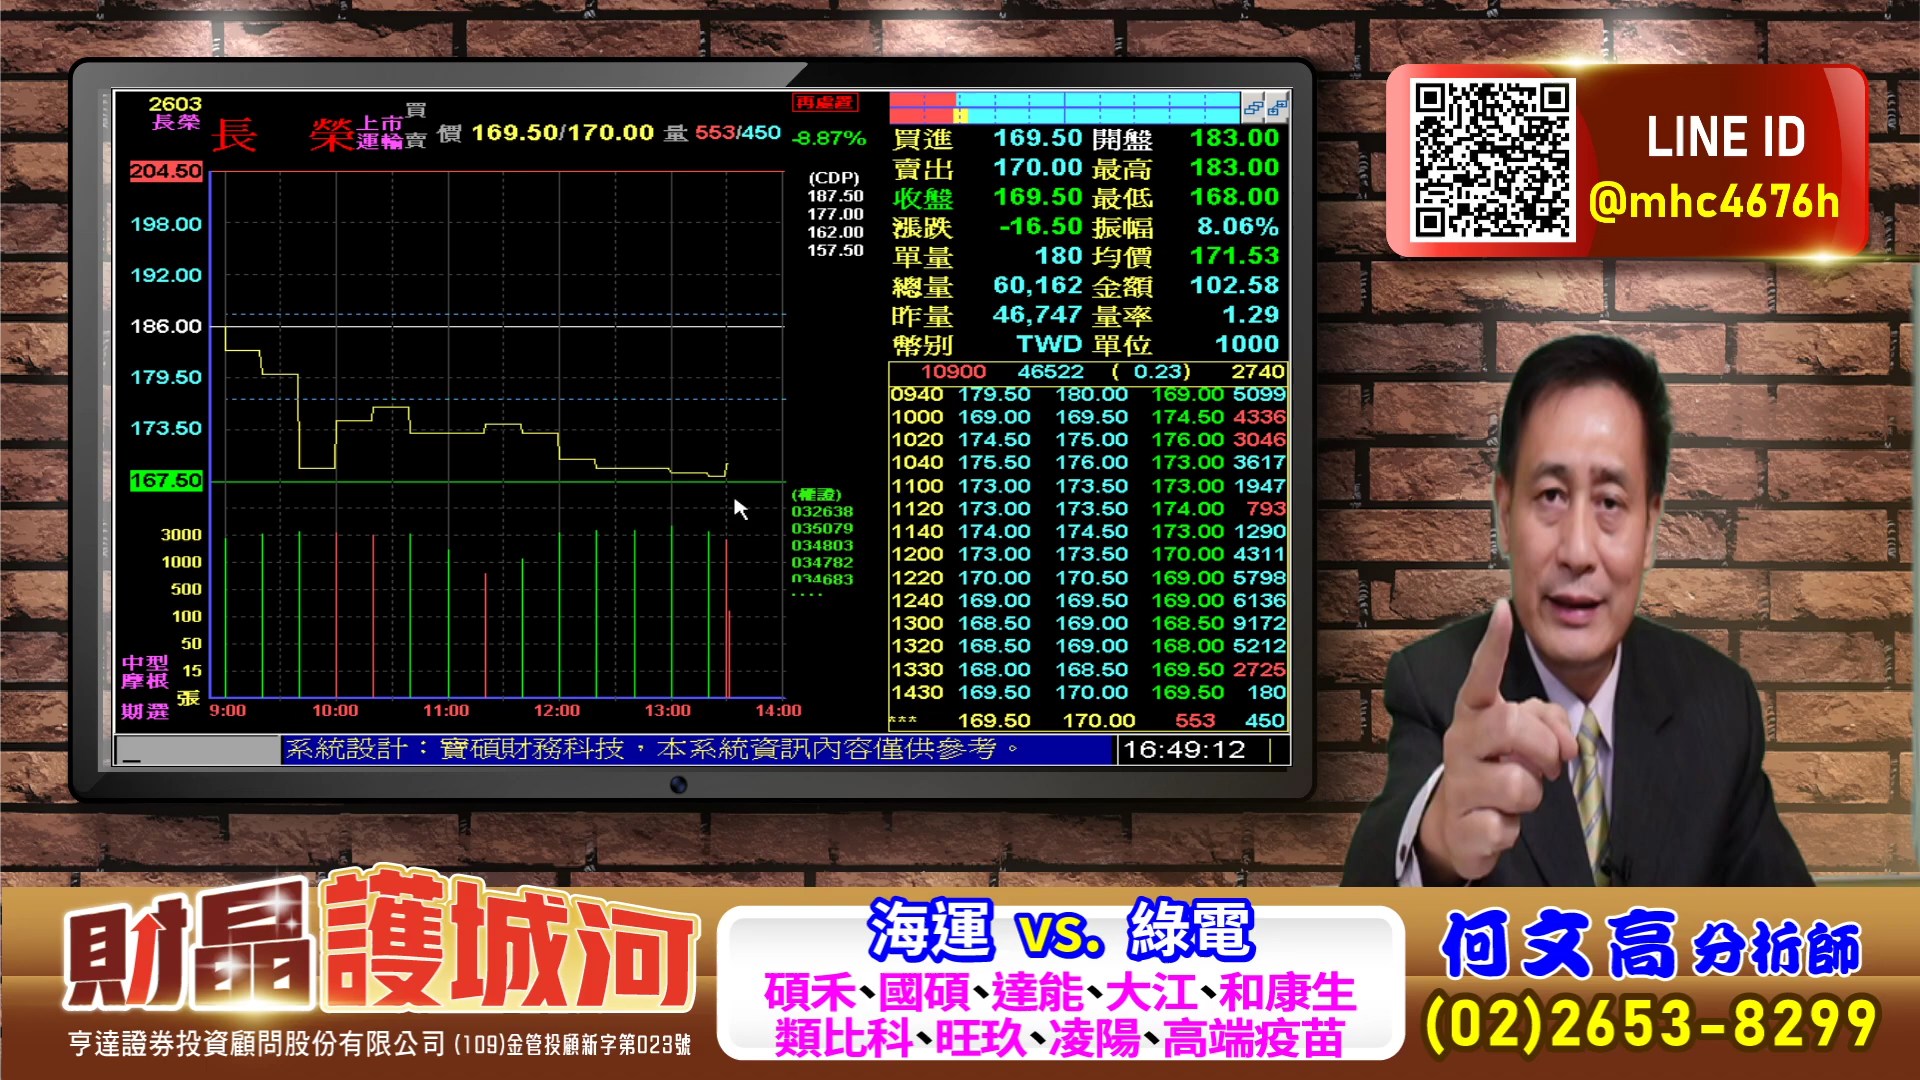 2603
長榮
長榮
上市
運輸
買
賣
價 169.50/170.00 量 553/450
再處置
-8.87%
204.50
198.00
192.00
186.00
179.50
173.50
167.50
3000
1000
500
100
50
15
張
中型
摩根
期選
9:00 10:00 11:00 12:00 13:00 14:00
(CDP)
187.50
177.00
162.00
157.50
(權證)
032638
035079
034803
034782
034683
....
買進 169.50 開盤 183.00
賣出 170.00 最高 183.00
收盤 169.50 最低 168.00
漲跌 -16.50 振幅 8.06%
單量 180 均價 171.53
總量 60,162 金額 102.58
昨量 46,747 量率 1.29
幣別 TWD 單位 1000
10900 46522 ( 0.23) 2740
0940 179.50 180.00 169.00 5099
1000 169.00 169.50 174.50 4336
1020 174.50 175.00 176.00 3046
1040 175.50 176.00 173.00 3617
1100 173.00 173.50 173.00 1947
1120 173.00 173.50 174.00 793
1140 174.00 174.50 173.00 1290
1200 173.00 173.50 170.00 4311
1220 170.00 170.50 169.00 5798
1240 169.00 169.50 169.00 6136
1300 168.50 169.00 168.50 9172
1320 168.50 169.00 168.00 5212
1330 168.00 168.50 169.50 2725
1430 169.50 170.00 169.50 180
*** 169.50 170.00 553 450
系統設計：寶碩財務科技，本系統資訊內容僅供參考。
16:49:12
LINE ID
@mhc4676h
財晶護城河
亨達證券投資顧問股份有限公司 (109)金管投顧新字第023號
海運 vs. 綠電
碩禾、國碩、達能、大江、和康生
類比科、旺玖、凌陽、高端疫苗
何文高分析師
(02)2653-8299